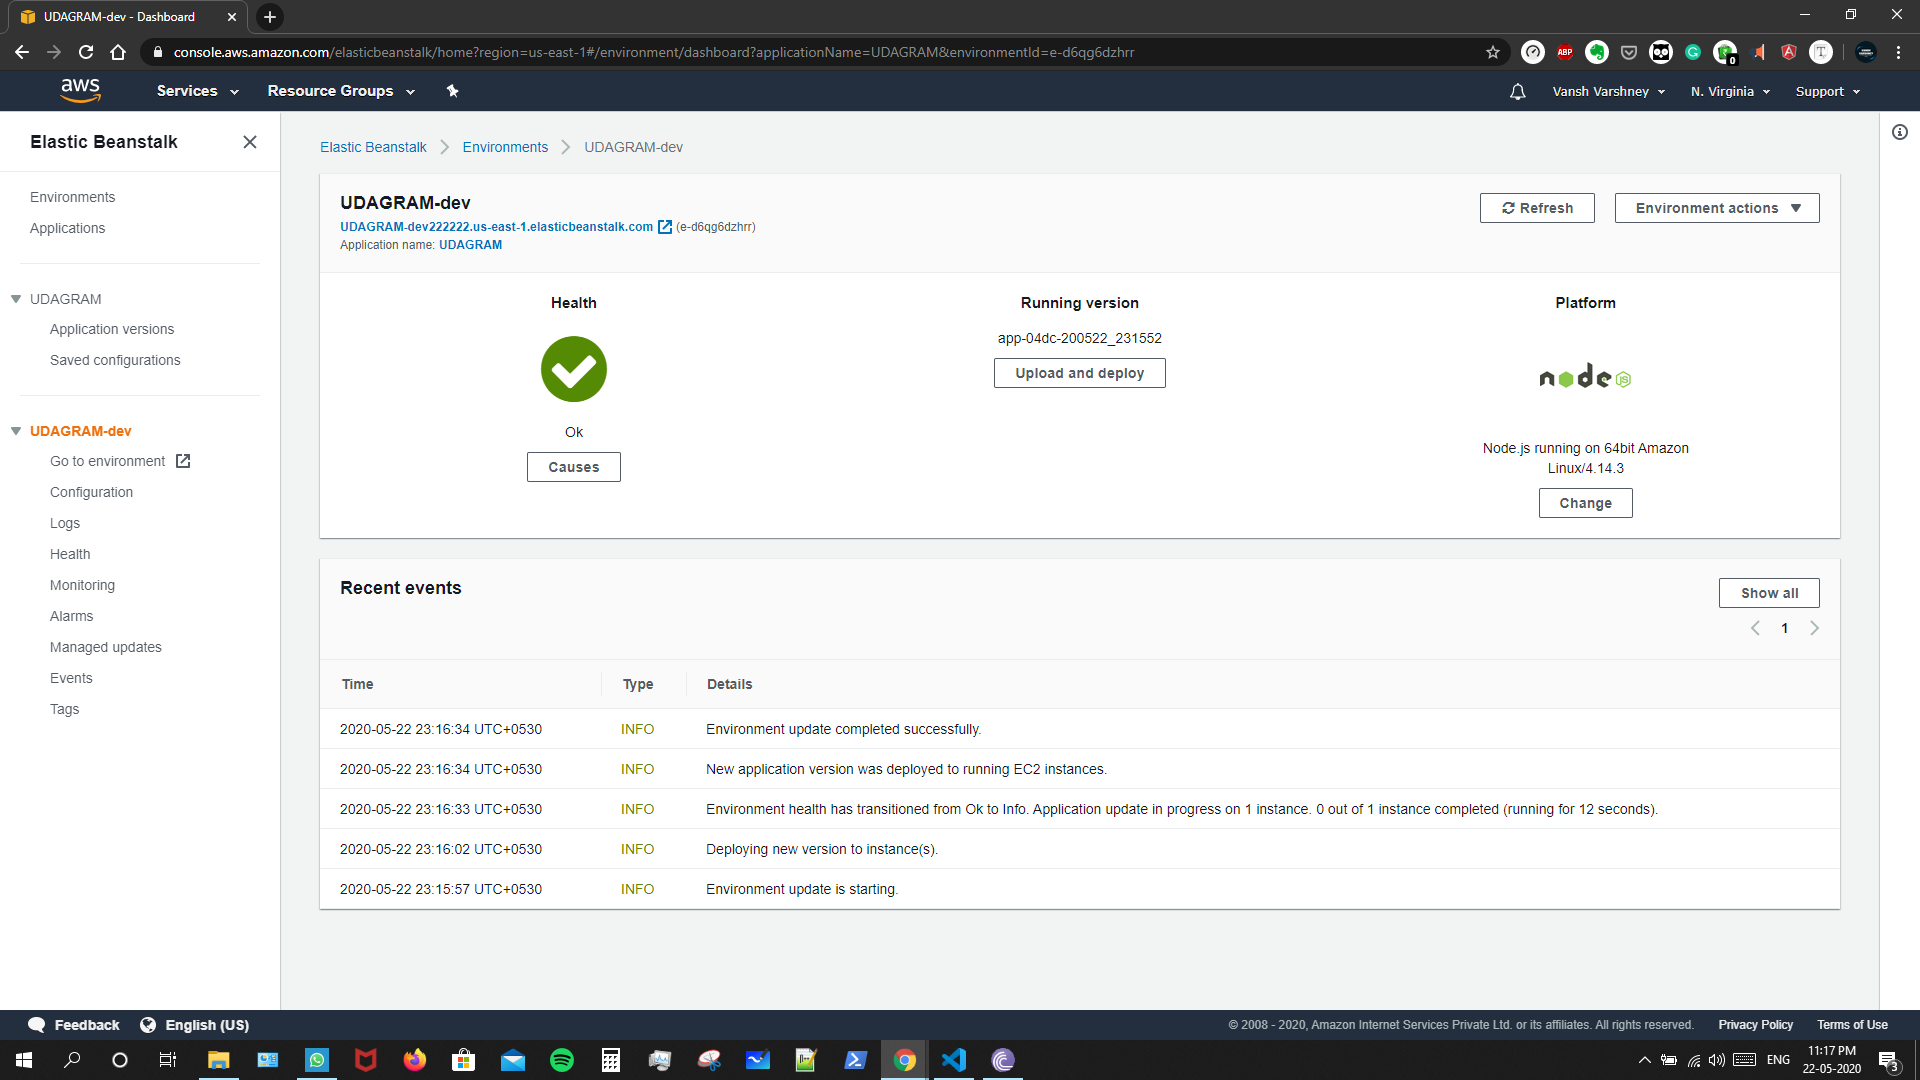 UDAGRAM-dev - Dashboard
console.aws.amazon.com/elasticbeanstalk/home?region=us-east-1#/environment/dashboard?applicationName=UDAGRAM&environmentId=e-d6qg6dzhrr
ABP
0
aws
Services
Resource Groups
Vansh Varshney
N. Virginia
Support
Elastic Beanstalk
Environments
Applications
UDAGRAM
Application versions
Saved configurations
UDAGRAM-dev
Go to environment
Configuration
Logs
Health
Monitoring
Alarms
Managed updates
Events
Tags
Elastic Beanstalk
Environments
UDAGRAM-dev
UDAGRAM-dev
UDAGRAM-dev222222.us-east-1.elasticbeanstalk.com (e-d6qg6dzhrr)
Application name: UDAGRAM
Refresh
Environment actions
Health
Ok
Causes
Running version
app-04dc-200522_231552
Upload and deploy
Platform
node JS
Node.js running on 64bit Amazon
Linux/4.14.3
Change
Recent events
Show all
1
Time Type Details
2020-05-22 23:16:34 UTC+0530 INFO Environment update completed successfully.
2020-05-22 23:16:34 UTC+0530 INFO New application version was deployed to running EC2 instances.
2020-05-22 23:16:33 UTC+0530 INFO Environment health has transitioned from Ok to Info. Application update in progress on 1 instance. 0 out of 1 instance completed (running for 12 seconds).
2020-05-22 23:16:02 UTC+0530 INFO Deploying new version to instance(s).
2020-05-22 23:15:57 UTC+0530 INFO Environment update is starting.
Feedback
English (US)
© 2008 - 2020, Amazon Internet Services Private Ltd. or its affiliates. All rights reserved.
Privacy Policy
Terms of Use
ENG
11:17 PM
22-05-2020
3